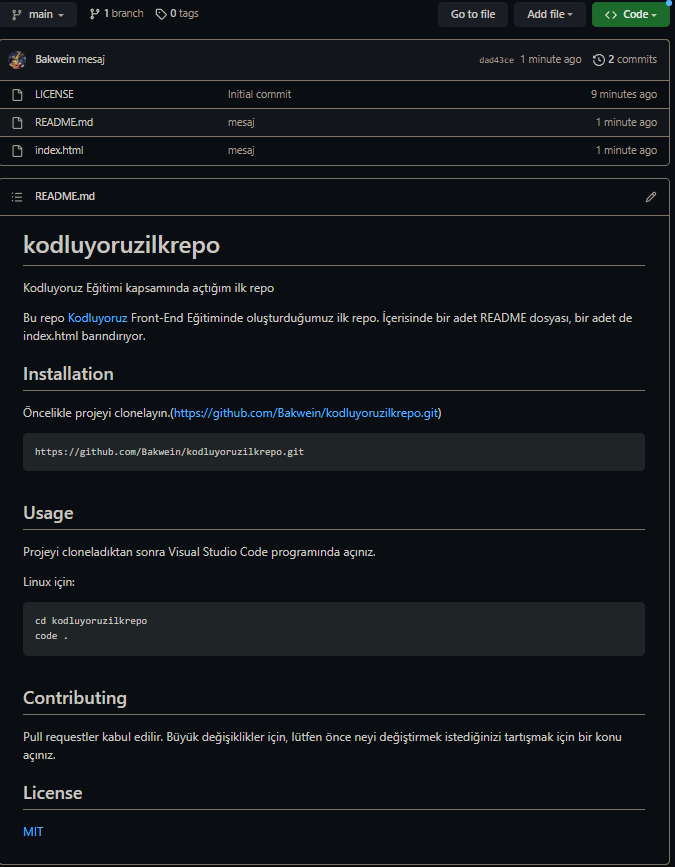 main 1 branch 0 tags Go to file Add file Code
Bakwein mesaj dad43ce 1 minute ago 2 commits
LICENSE Initial commit 9 minutes ago
README.md mesaj 1 minute ago
index.html mesaj 1 minute ago
README.md
kodluyoruzilkrepo
Kodluyoruz Eğitimi kapsamında açtığım ilk repo
Bu repo Kodluyoruz Front-End Eğitiminde oluşturduğumuz ilk repo. İçerisinde bir adet README dosyası, bir adet de
index.html barındırıyor.
Installation
Öncelikle projeyi clonelayın.(https://github.com/Bakwein/kodluyoruzilkrepo.git)
https://github.com/Bakwein/kodluyoruzilkrepo.git
Usage
Projeyi cloneladıktan sonra Visual Studio Code programında açınız.
Linux için:
cd kodluyoruzilkrepo
code .
Contributing
Pull requestler kabul edilir. Büyük değişiklikler için, lütfen önce neyi değiştirmek istediğinizi tartışmak için bir konu
açınız.
License
MIT